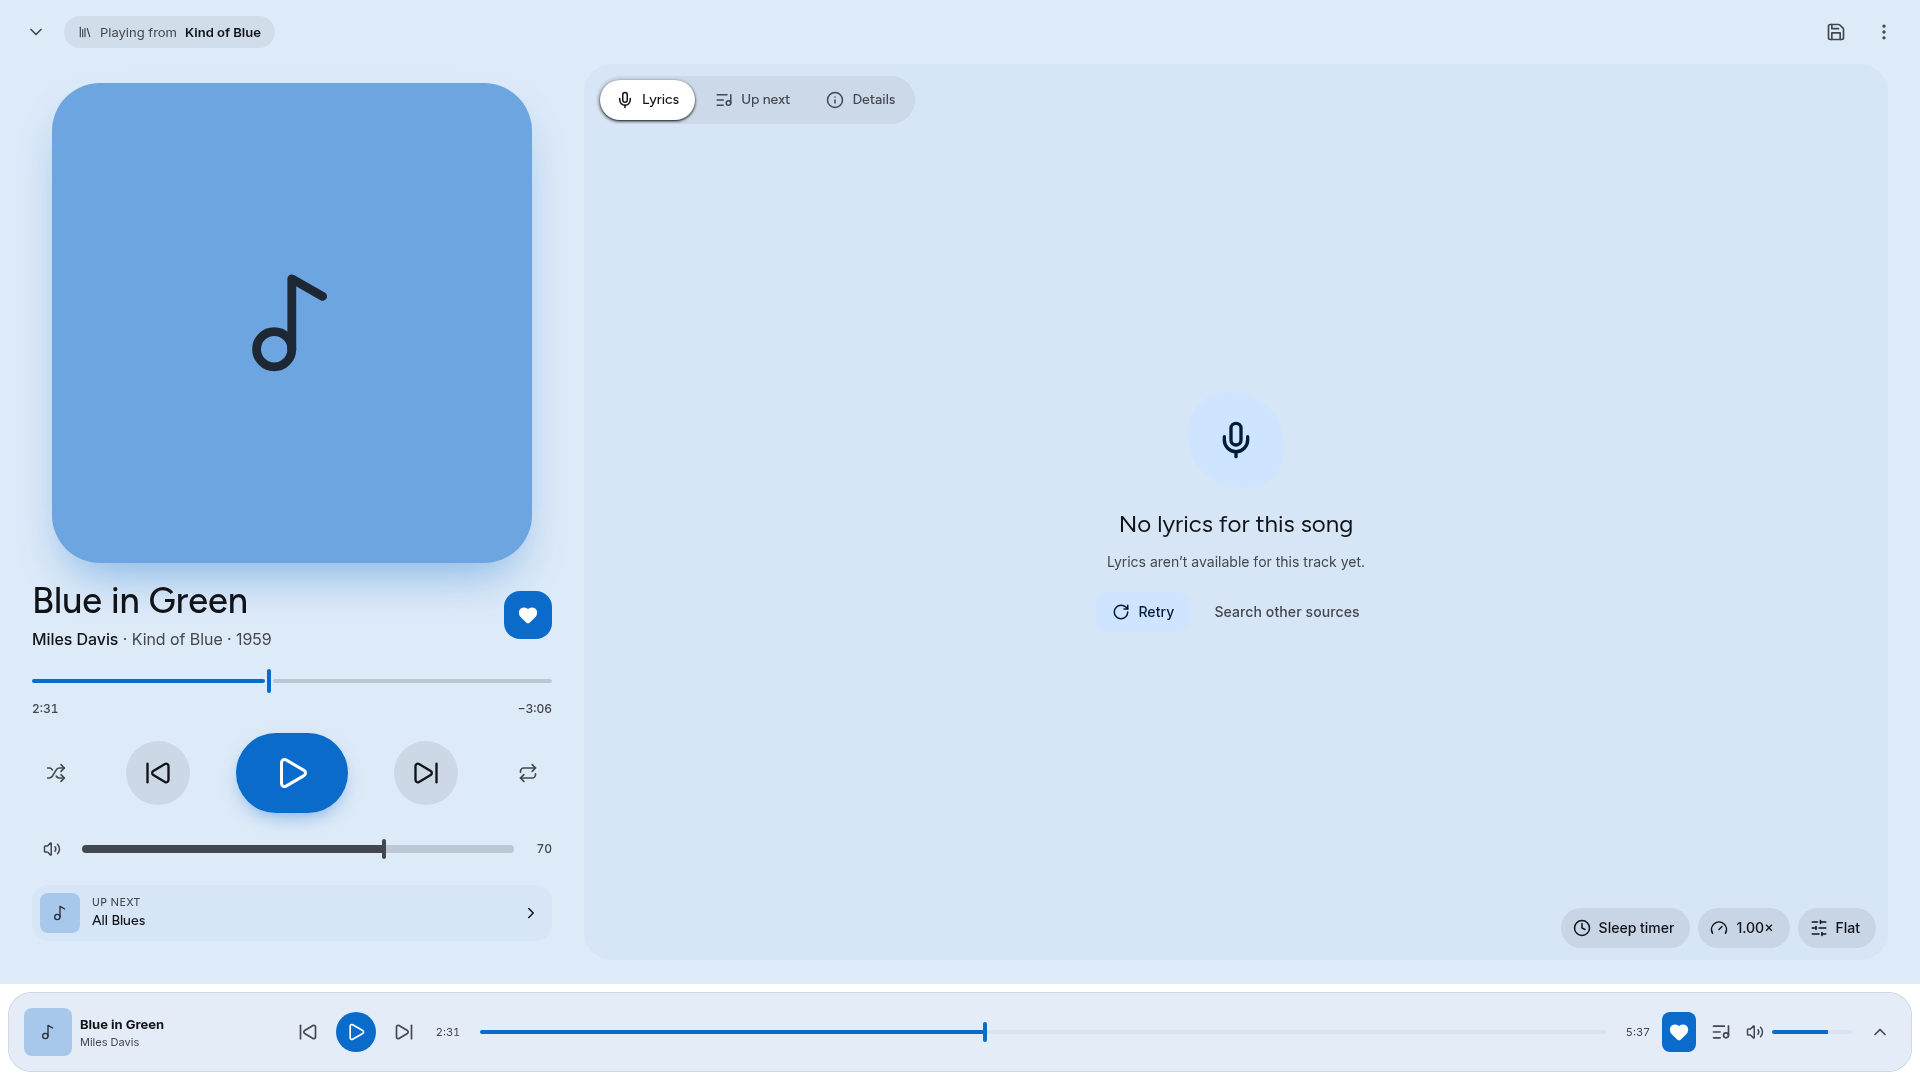 Playing from Kind of Blue
Lyrics
Up next
Details
Blue in Green
Miles Davis · Kind of Blue · 1959
2:31
−3:06
70
UP NEXT
All Blues
No lyrics for this song
Lyrics aren’t available for this track yet.
Retry
Search other sources
Sleep timer
1.00×
Flat
Blue in Green
Miles Davis
2:31
5:37